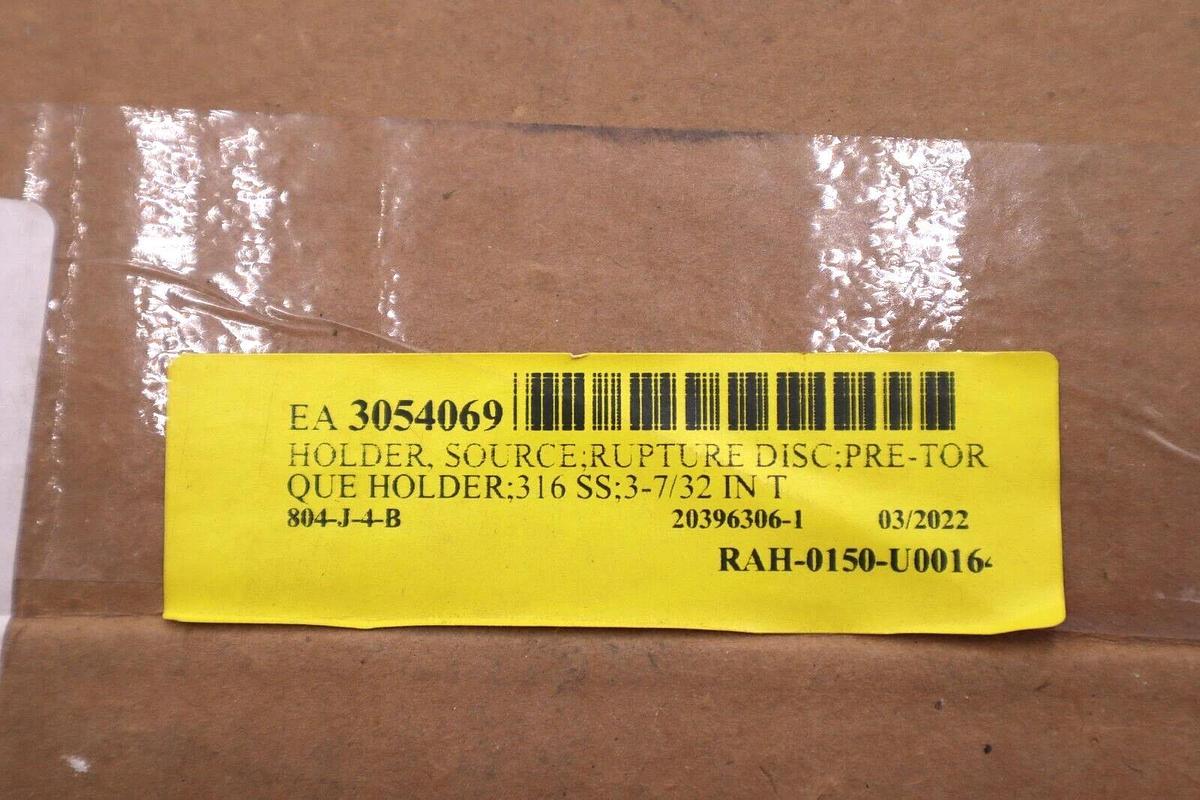 EA 3054069
HOLDER, SOURCE;RUPTURE DISC;PRE-TOR
QUE HOLDER;316 SS;3-7/32 IN T
804-J-4-B 20396306-1 03/2022
RAH-0150-U0016